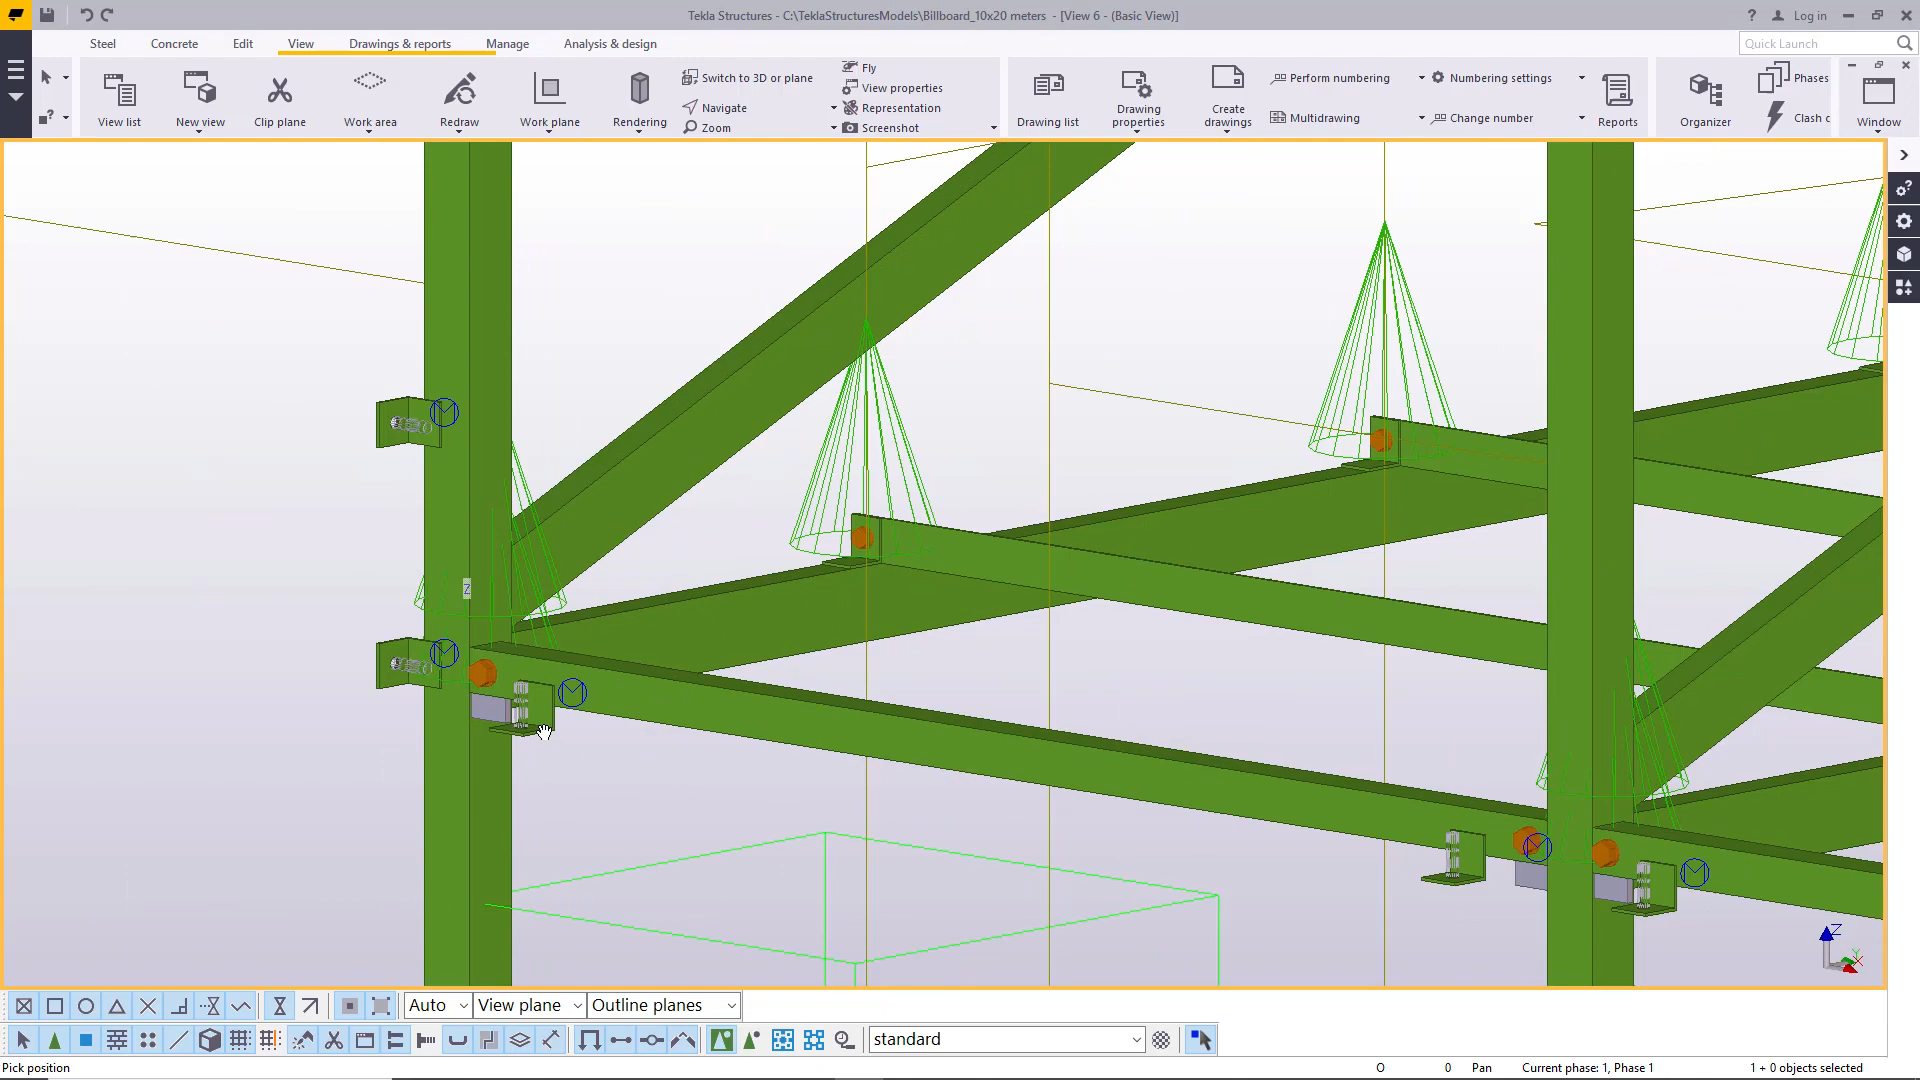 Tekla Structures - C:\TeklaStructuresModels\Billboard_10x20 meters - [View 6 - (Basic View)]
Log in
Steel
Concrete
Edit
View
Drawings & reports
Manage
Analysis & design
Quick Launch
View list
New view
Clip plane
Work area
Redraw
Work plane
Rendering
Switch to 3D or plane
Navigate
Zoom
Fly
View properties
Representation
Screenshot
Drawing list
Drawing properties
Create drawings
Perform numbering
Multidrawing
Numbering settings
Change number
Reports
Organizer
Phases
Clash c
Window
Z
Z
Auto
View plane
Outline planes
standard
Pick position
O
0
Pan
Current phase: 1, Phase 1
1 + 0 objects selected